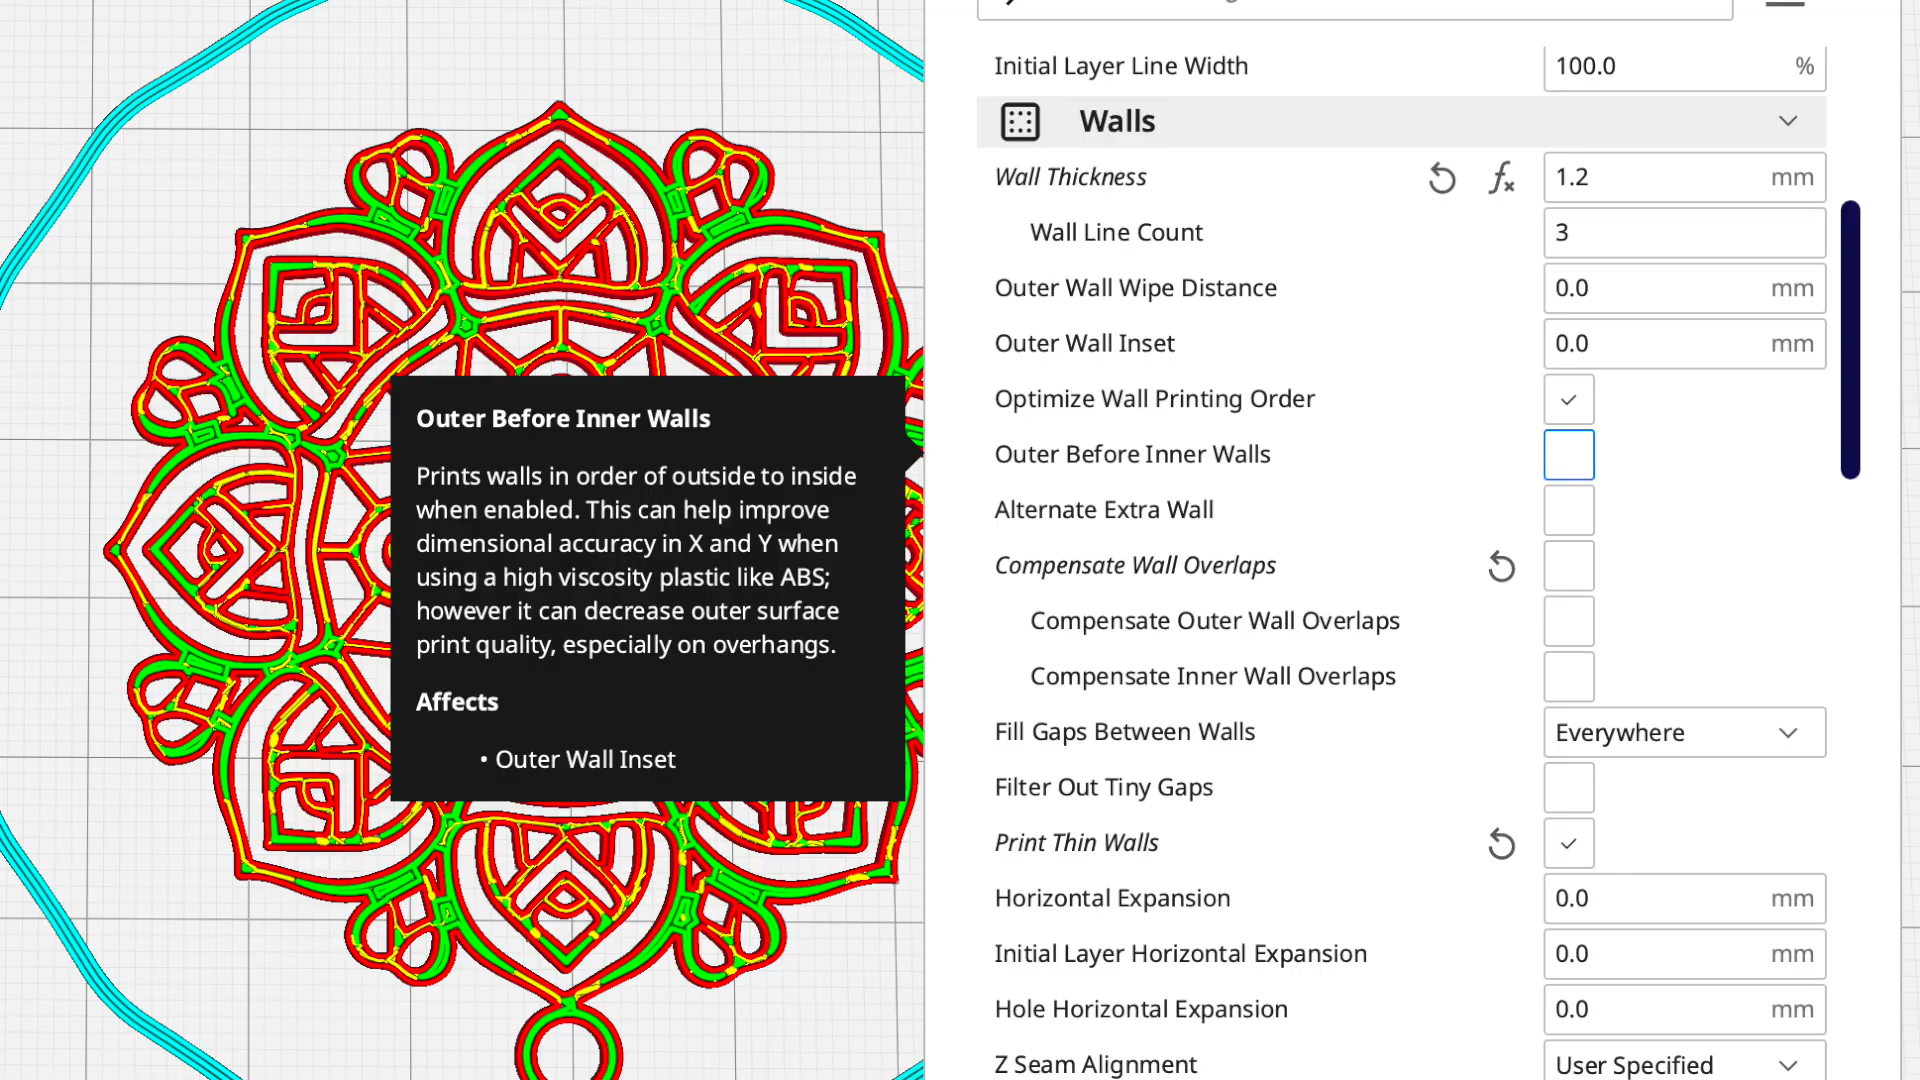 Initial Layer Line Width 100.0 %
Walls
Wall Thickness 1.2 mm
Wall Line Count 3
Outer Wall Wipe Distance 0.0 mm
Outer Wall Inset 0.0 mm
Optimize Wall Printing Order
Outer Before Inner Walls
Alternate Extra Wall
Compensate Wall Overlaps
Compensate Outer Wall Overlaps
Compensate Inner Wall Overlaps
Fill Gaps Between Walls Everywhere
Filter Out Tiny Gaps
Print Thin Walls
Horizontal Expansion 0.0 mm
Initial Layer Horizontal Expansion 0.0 mm
Hole Horizontal Expansion 0.0 mm
Z Seam Alignment User Specified
Outer Before Inner Walls
Prints walls in order of outside to inside
when enabled. This can help improve
dimensional accuracy in X and Y when
using a high viscosity plastic like ABS;
however it can decrease outer surface
print quality, especially on overhangs.
Affects
• Outer Wall Inset